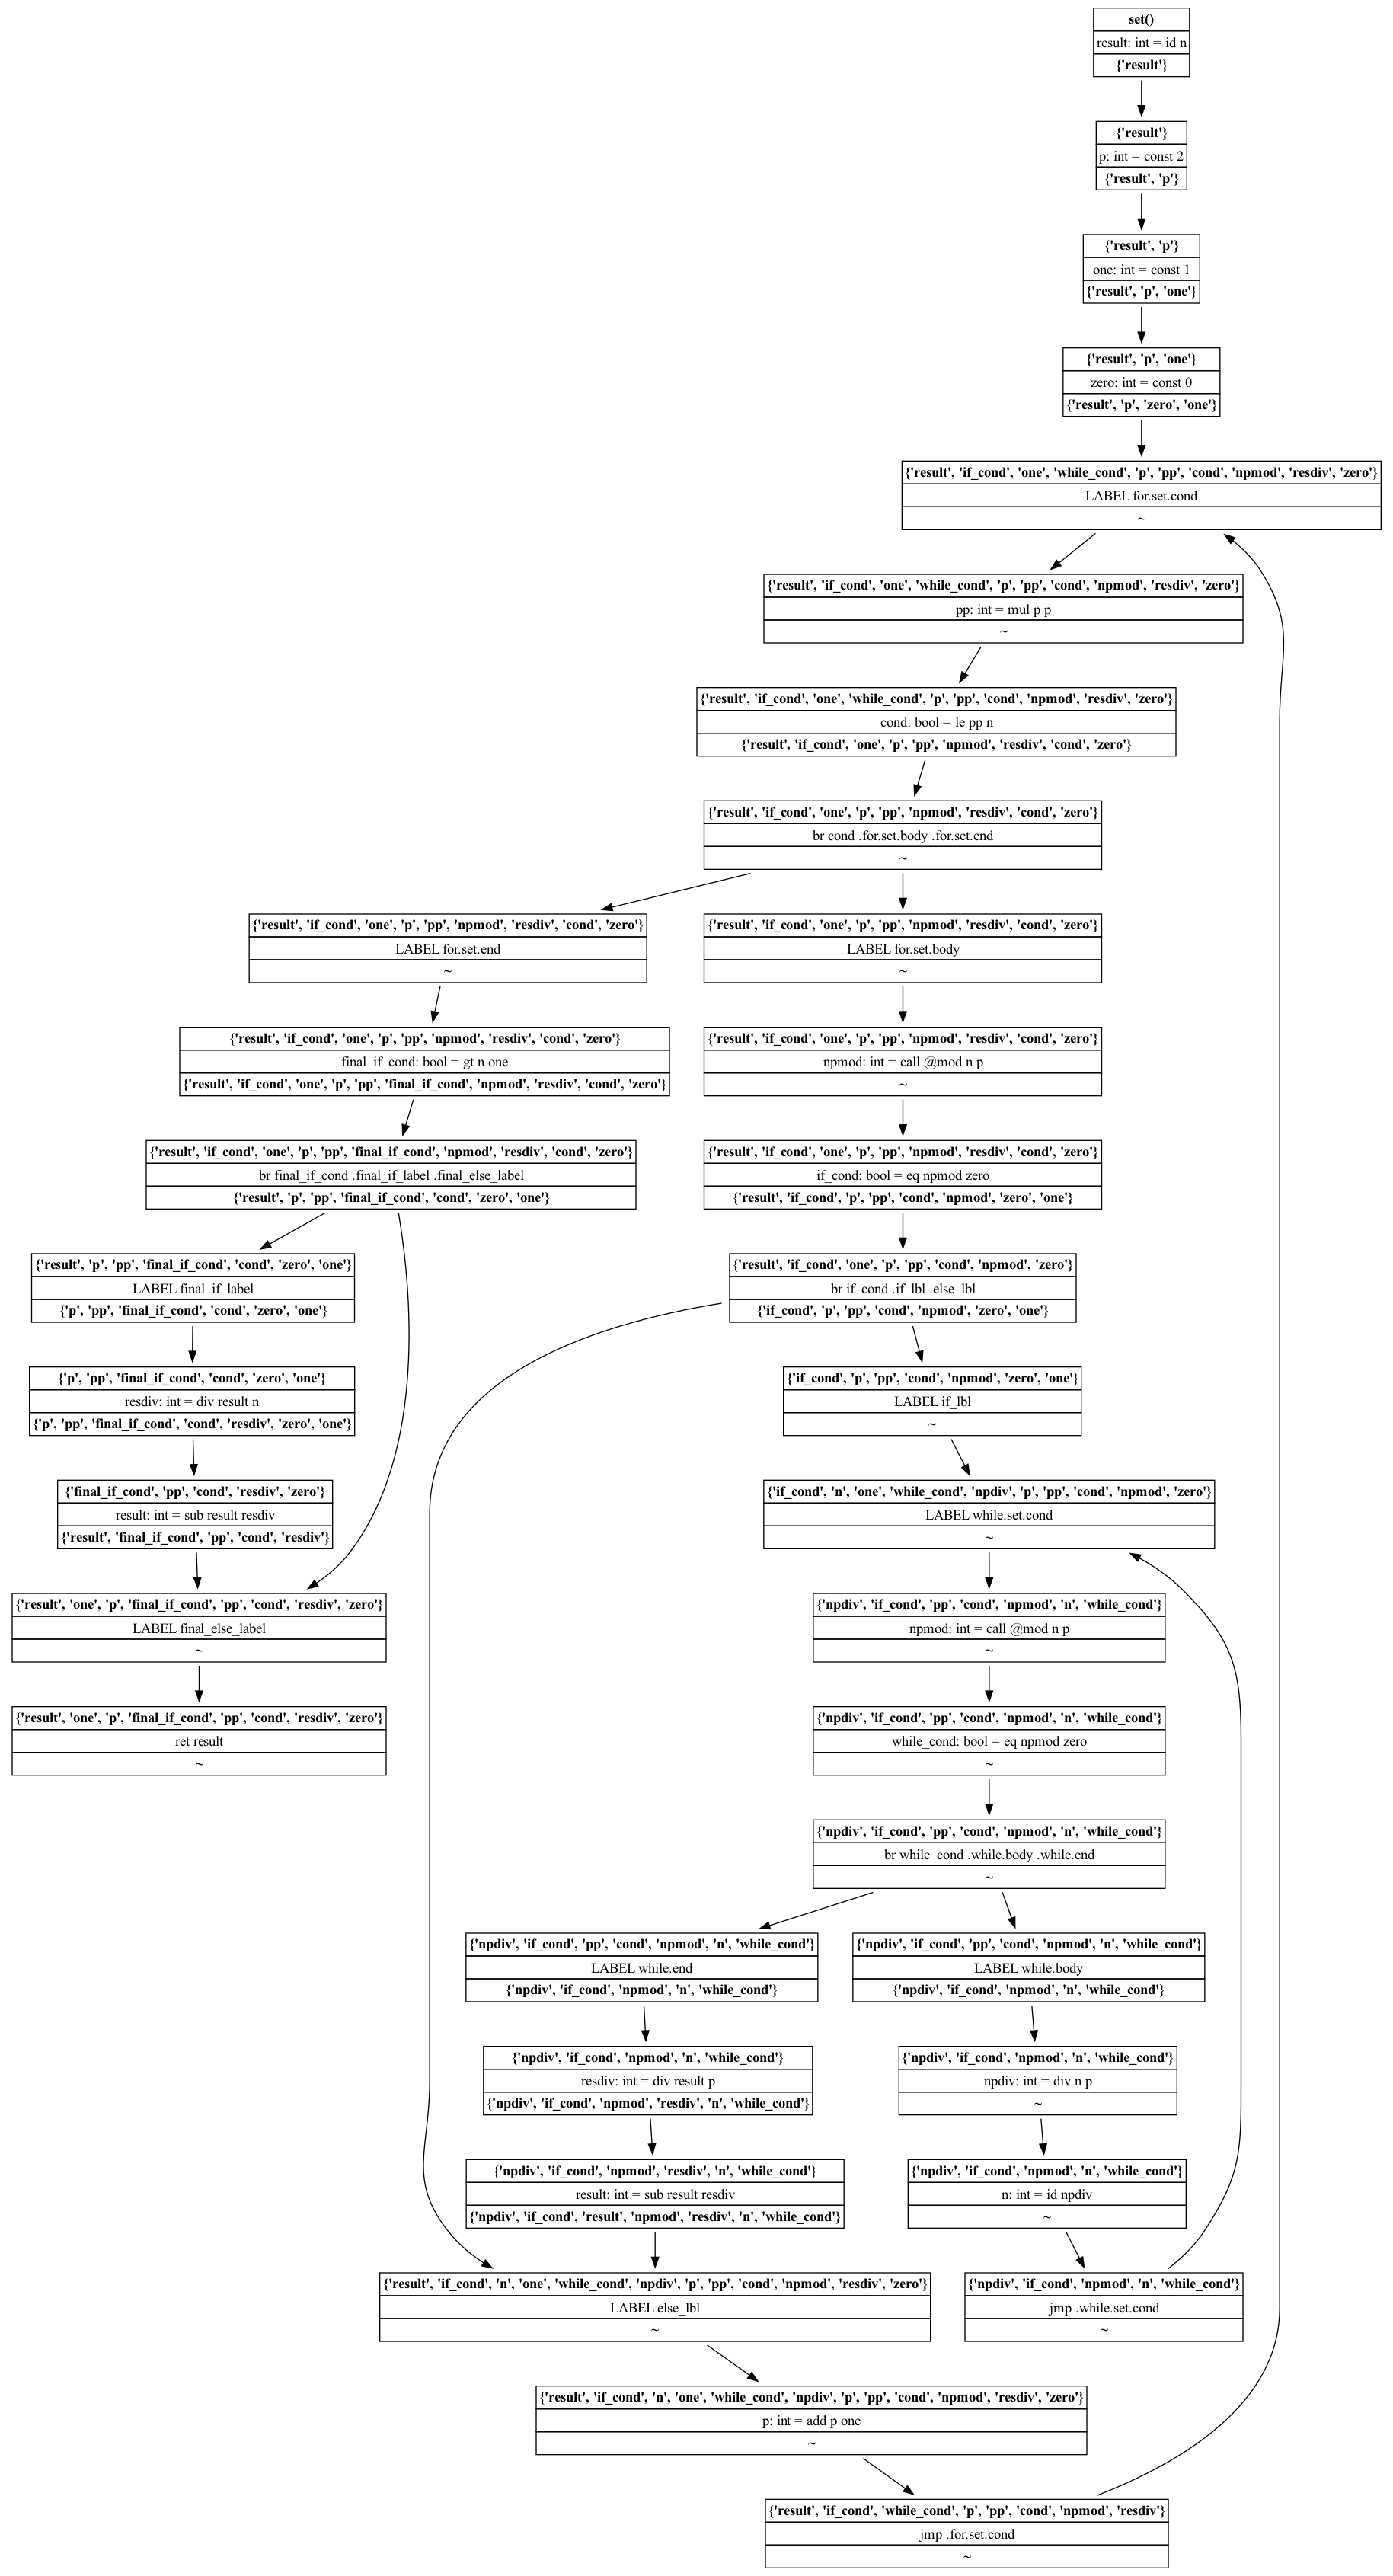 set()
result: int = id n
{'result'}
{'result'}
p: int = const 2
{'result', 'p'}
{'result', 'p'}
one: int = const 1
{'result', 'p', 'one'}
{'result', 'p', 'one'}
zero: int = const 0
{'result', 'p', 'zero', 'one'}
{'result', 'if_cond', 'one', 'while_cond', 'p', 'pp', 'cond', 'npmod', 'resdiv', 'zero'}
LABEL for.set.cond
~
{'result', 'if_cond', 'one', 'while_cond', 'p', 'pp', 'cond', 'npmod', 'resdiv', 'zero'}
pp: int = mul p p
~
{'result', 'if_cond', 'one', 'while_cond', 'p', 'pp', 'cond', 'npmod', 'resdiv', 'zero'}
cond: bool = le pp n
{'result', 'if_cond', 'one', 'p', 'pp', 'npmod', 'resdiv', 'cond', 'zero'}
{'result', 'if_cond', 'one', 'p', 'pp', 'npmod', 'resdiv', 'cond', 'zero'}
br cond .for.set.body .for.set.end
~
{'result', 'if_cond', 'one', 'p', 'pp', 'npmod', 'resdiv', 'cond', 'zero'}
LABEL for.set.end
~
{'result', 'if_cond', 'one', 'p', 'pp', 'npmod', 'resdiv', 'cond', 'zero'}
LABEL for.set.body
~
{'result', 'if_cond', 'one', 'p', 'pp', 'npmod', 'resdiv', 'cond', 'zero'}
final_if_cond: bool = gt n one
{'result', 'if_cond', 'one', 'p', 'pp', 'final_if_cond', 'npmod', 'resdiv', 'cond', 'zero'}
{'result', 'if_cond', 'one', 'p', 'pp', 'npmod', 'resdiv', 'cond', 'zero'}
npmod: int = call @mod n p
~
{'result', 'if_cond', 'one', 'p', 'pp', 'final_if_cond', 'npmod', 'resdiv', 'cond', 'zero'}
br final_if_cond .final_if_label .final_else_label
{'result', 'p', 'pp', 'final_if_cond', 'cond', 'zero', 'one'}
{'result', 'if_cond', 'one', 'p', 'pp', 'npmod', 'resdiv', 'cond', 'zero'}
if_cond: bool = eq npmod zero
{'result', 'if_cond', 'p', 'pp', 'cond', 'npmod', 'zero', 'one'}
{'result', 'p', 'pp', 'final_if_cond', 'cond', 'zero', 'one'}
LABEL final_if_label
{'p', 'pp', 'final_if_cond', 'cond', 'zero', 'one'}
{'result', 'if_cond', 'one', 'p', 'pp', 'cond', 'npmod', 'zero'}
br if_cond .if_lbl .else_lbl
{'if_cond', 'p', 'pp', 'cond', 'npmod', 'zero', 'one'}
{'p', 'pp', 'final_if_cond', 'cond', 'zero', 'one'}
resdiv: int = div result n
{'p', 'pp', 'final_if_cond', 'cond', 'resdiv', 'zero', 'one'}
{'if_cond', 'p', 'pp', 'cond', 'npmod', 'zero', 'one'}
LABEL if_lbl
~
{'final_if_cond', 'pp', 'cond', 'resdiv', 'zero'}
result: int = sub result resdiv
{'result', 'final_if_cond', 'pp', 'cond', 'resdiv'}
{'if_cond', 'n', 'one', 'while_cond', 'npdiv', 'p', 'pp', 'cond', 'npmod', 'zero'}
LABEL while.set.cond
~
{'result', 'one', 'p', 'final_if_cond', 'pp', 'cond', 'resdiv', 'zero'}
LABEL final_else_label
~
{'npdiv', 'if_cond', 'pp', 'cond', 'npmod', 'n', 'while_cond'}
npmod: int = call @mod n p
~
{'result', 'one', 'p', 'final_if_cond', 'pp', 'cond', 'resdiv', 'zero'}
ret result
~
{'npdiv', 'if_cond', 'pp', 'cond', 'npmod', 'n', 'while_cond'}
while_cond: bool = eq npmod zero
~
{'npdiv', 'if_cond', 'pp', 'cond', 'npmod', 'n', 'while_cond'}
br while_cond .while.body .while.end
~
{'npdiv', 'if_cond', 'pp', 'cond', 'npmod', 'n', 'while_cond'}
LABEL while.end
{'npdiv', 'if_cond', 'npmod', 'n', 'while_cond'}
{'npdiv', 'if_cond', 'pp', 'cond', 'npmod', 'n', 'while_cond'}
LABEL while.body
{'npdiv', 'if_cond', 'npmod', 'n', 'while_cond'}
{'npdiv', 'if_cond', 'npmod', 'n', 'while_cond'}
resdiv: int = div result p
{'npdiv', 'if_cond', 'npmod', 'resdiv', 'n', 'while_cond'}
{'npdiv', 'if_cond', 'npmod', 'n', 'while_cond'}
npdiv: int = div n p
~
{'npdiv', 'if_cond', 'npmod', 'resdiv', 'n', 'while_cond'}
result: int = sub result resdiv
{'npdiv', 'if_cond', 'result', 'npmod', 'resdiv', 'n', 'while_cond'}
{'npdiv', 'if_cond', 'npmod', 'n', 'while_cond'}
n: int = id npdiv
~
{'result', 'if_cond', 'n', 'one', 'while_cond', 'npdiv', 'p', 'pp', 'cond', 'npmod', 'resdiv', 'zero'}
LABEL else_lbl
~
{'npdiv', 'if_cond', 'npmod', 'n', 'while_cond'}
jmp .while.set.cond
~
{'result', 'if_cond', 'n', 'one', 'while_cond', 'npdiv', 'p', 'pp', 'cond', 'npmod', 'resdiv', 'zero'}
p: int = add p one
~
{'result', 'if_cond', 'while_cond', 'p', 'pp', 'cond', 'npmod', 'resdiv'}
jmp .for.set.cond
~